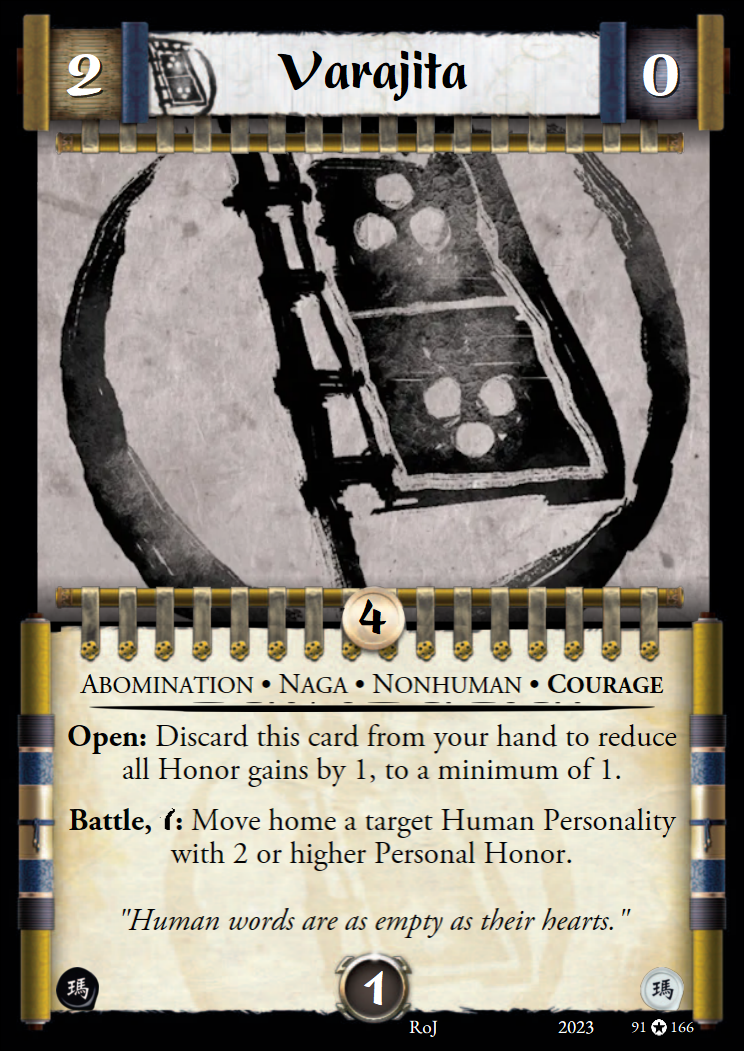 2 Varajita 0
4
ABOMINATION • NAGA • NONHUMAN • COURAGE
Open: Discard this card from your hand to reduce
all Honor gains by 1, to a minimum of 1.
Battle, : Move home a target Human Personality
with 2 or higher Personal Honor.
"Human words are as empty as their hearts."
瑪 1 瑪
RoJ 2023 91 166